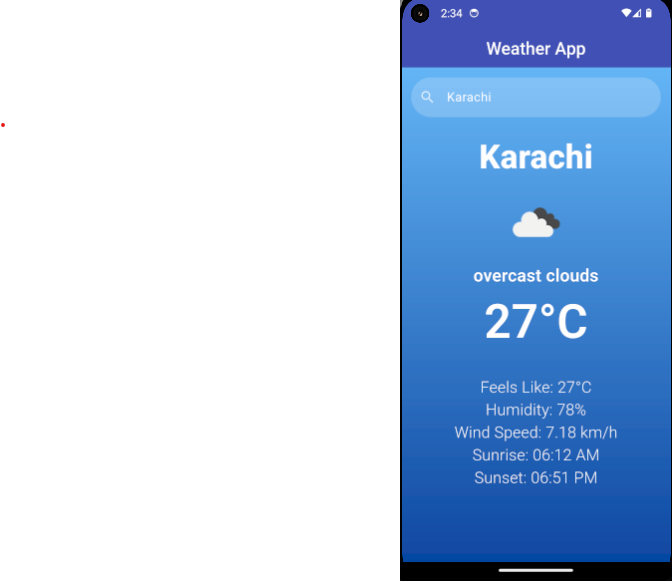 2:34
Weather App
Karachi
Karachi
overcast clouds
27°C
Feels Like: 27°C
Humidity: 78%
Wind Speed: 7.18 km/h
Sunrise: 06:12 AM
Sunset: 06:51 PM